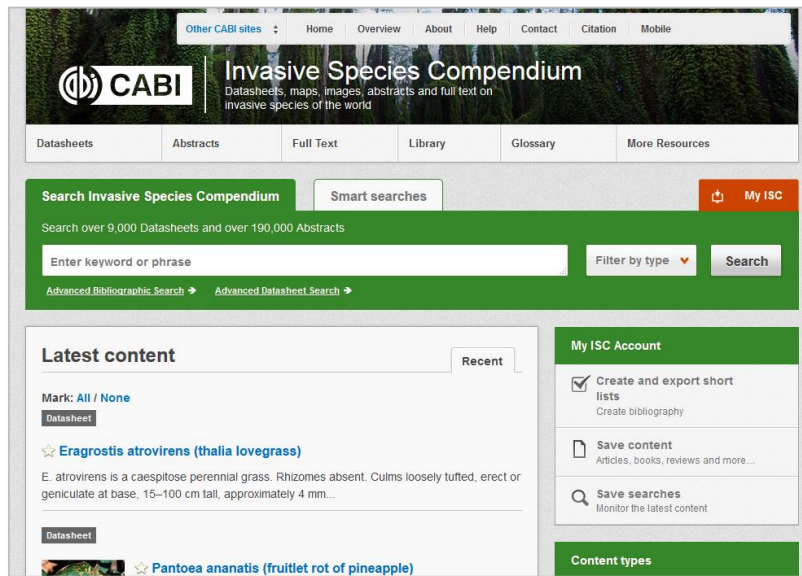 Other CABI sites Home Overview About Help Contact Citation Mobile
CABI
Invasive Species Compendium
Datasheets, maps, images, abstracts and full text on
invasive species of the world
Datasheets Abstracts Full Text Library Glossary More Resources
Search Invasive Species Compendium Smart searches My ISC
Search over 9,000 Datasheets and over 190,000 Abstracts
Enter keyword or phrase Filter by type Search
Advanced Bibliographic Search Advanced Datasheet Search
Latest content Recent
Mark: All / None
Datasheet
Eragrostis atrovirens (thalia lovegrass)
E. atrovirens is a caespitose perennial grass. Rhizomes absent. Culms loosely tufted, erect or
geniculate at base, 15–100 cm tall, approximately 4 mm...
Datasheet
Pantoea ananatis (fruitlet rot of pineapple)
My ISC Account
Create and export short
lists
Create bibliography
Save content
Articles, books, reviews and more...
Save searches
Monitor the latest content
Content types